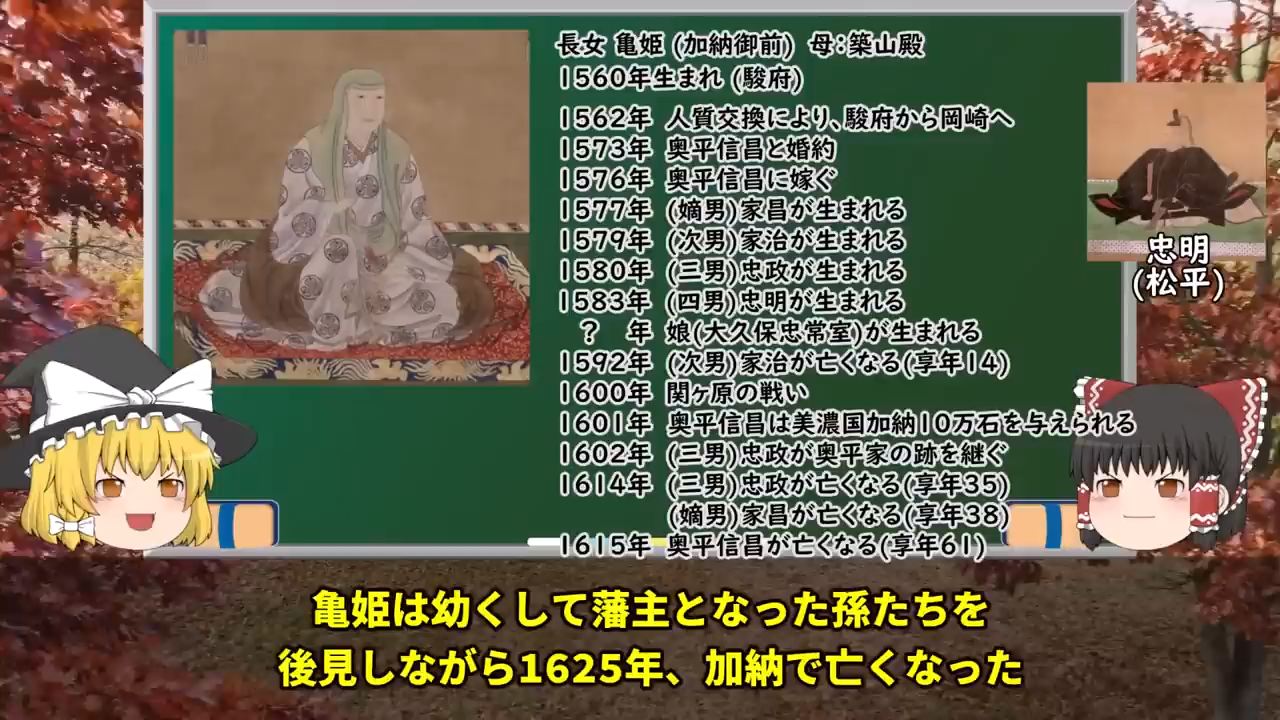 長女 亀姫 (加納御前) 母:築山殿
1560年生まれ (駿府)
1562年 人質交換により、駿府から岡崎へ
1573年 奥平信昌と婚約
1576年 奥平信昌に嫁ぐ
1577年 (嫡男)家昌が生まれる
1579年 (次男)家治が生まれる
1580年 (三男)忠政が生まれる
1583年 (四男)忠明が生まれる
? 年 娘(大久保忠常室)が生まれる
1592年 (次男)家治が亡くなる(享年14)
1600年 関ヶ原の戦い
1601年 奥平信昌は美濃国加納10万石を与えられる
1602年 (三男)忠政が奥平家の跡を継ぐ
1614年 (三男)忠政が亡くなる(享年35)
(嫡男)家昌が亡くなる(享年38)
1615年 奥平信昌が亡くなる(享年61)
忠明
(松平)
亀姫は幼くして藩主となった孫たちを
後見しながら1625年、加納で亡くなった